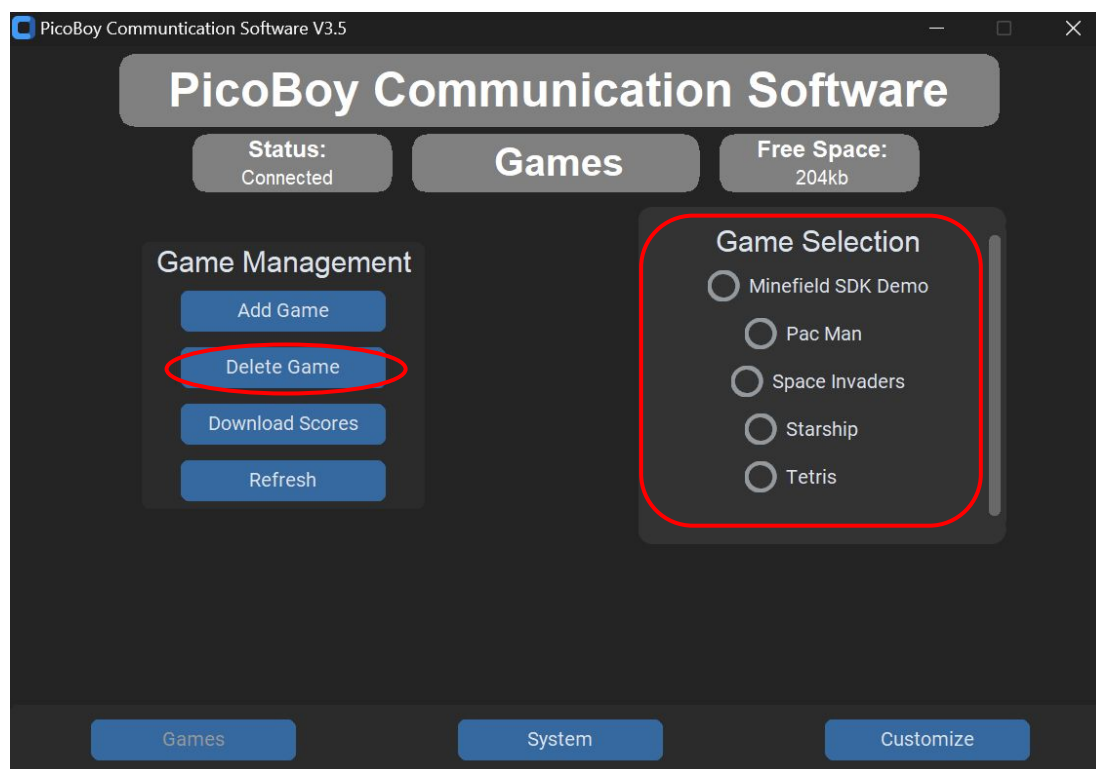 PicoBoy Communtication Software V3.5
PicoBoy Communication Software
Status:
Connected
Games
Free Space:
204kb
Game Management
Add Game
Delete Game
Download Scores
Refresh
Game Selection
Minefield SDK Demo
Pac Man
Space Invaders
Starship
Tetris
Games
System
Customize